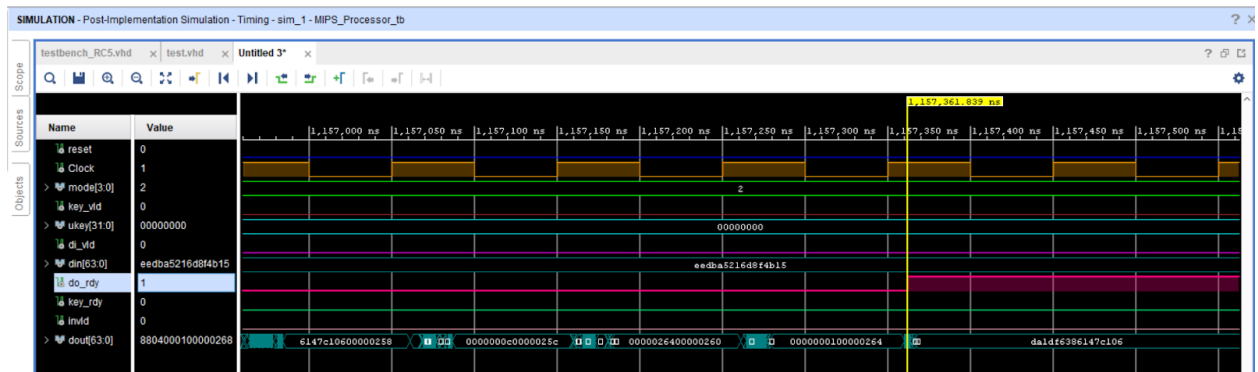 SIMULATION - Post-Implementation Simulation - Timing - sim_1 - MIPS_Processor_tb
testbench_RC5.vhd test.vhd Untitled 3*
Scope
Sources
Objects
1,157,361.839 ns
Name Value
1,157,000 ns 1,157,050 ns 1,157,100 ns 1,157,150 ns 1,157,200 ns 1,157,250 ns 1,157,300 ns 1,157,350 ns 1,157,400 ns 1,157,450 ns 1,157,500 ns 1,15
reset 0
Clock 1
mode[3:0] 2 2
key_vld 0
ukey[31:0] 00000000 00000000
di_vld 0
din[63:0] eedba5216d8f4b15 eedba5216d8f4b15
do_rdy 1
key_rdy 0
invld 0
dout[63:0] 8804000100000268 6147c10600000258 0000000c0000025c 0000026400000260 0000000100000264 da1df6386147c106